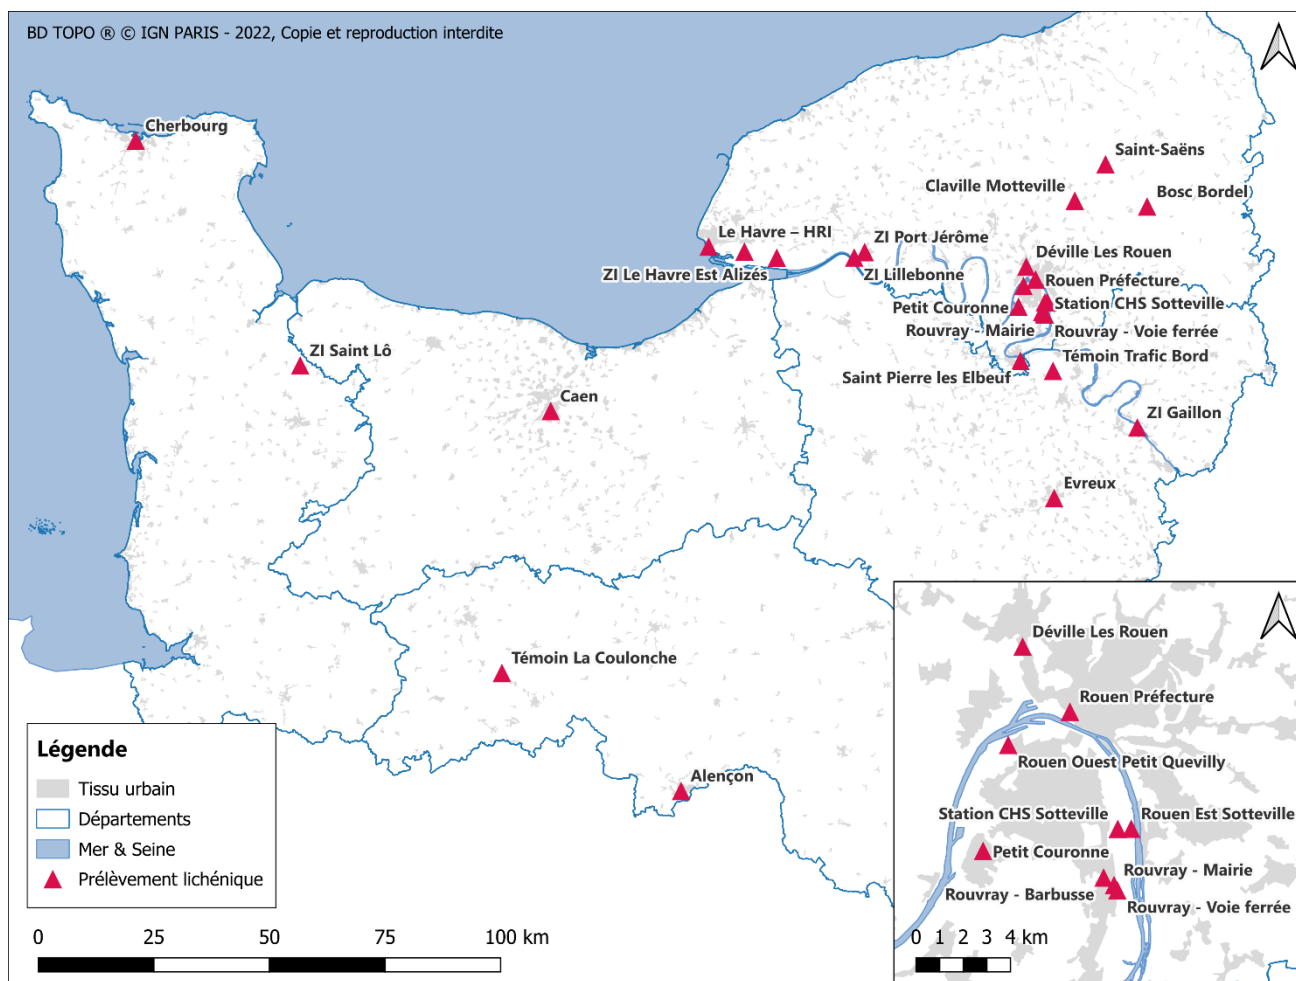 BD TOPO ® © IGN PARIS - 2022, Copie et reproduction interdite
Cherbourg
Saint-Saëns
Claville Motteville
Bosc Bordel
Le Havre – HRI
ZI Port Jérôme
Déville Les Rouen
ZI Le Havre Est Alizés
ZI Lillebonne
Rouen Préfecture
Petit Couronne
Station CHS Sotteville
Rouvray - Mairie
Rouvray - Voie ferrée
ZI Saint Lô
Témoin Trafic Bord
Saint Pierre les Elbeuf
Caen
ZI Gaillon
Evreux
Témoin La Coulonche
Alençon
Légende
Tissu urbain
Départements
Mer & Seine
Prélèvement lichénique
0 25 50 75 100 km
Déville Les Rouen
Rouen Préfecture
Rouen Ouest Petit Quevilly
Station CHS Sotteville
Rouen Est Sotteville
Petit Couronne
Rouvray - Mairie
Rouvray - Barbusse
Rouvray - Voie ferrée
0 1 2 3 4 km